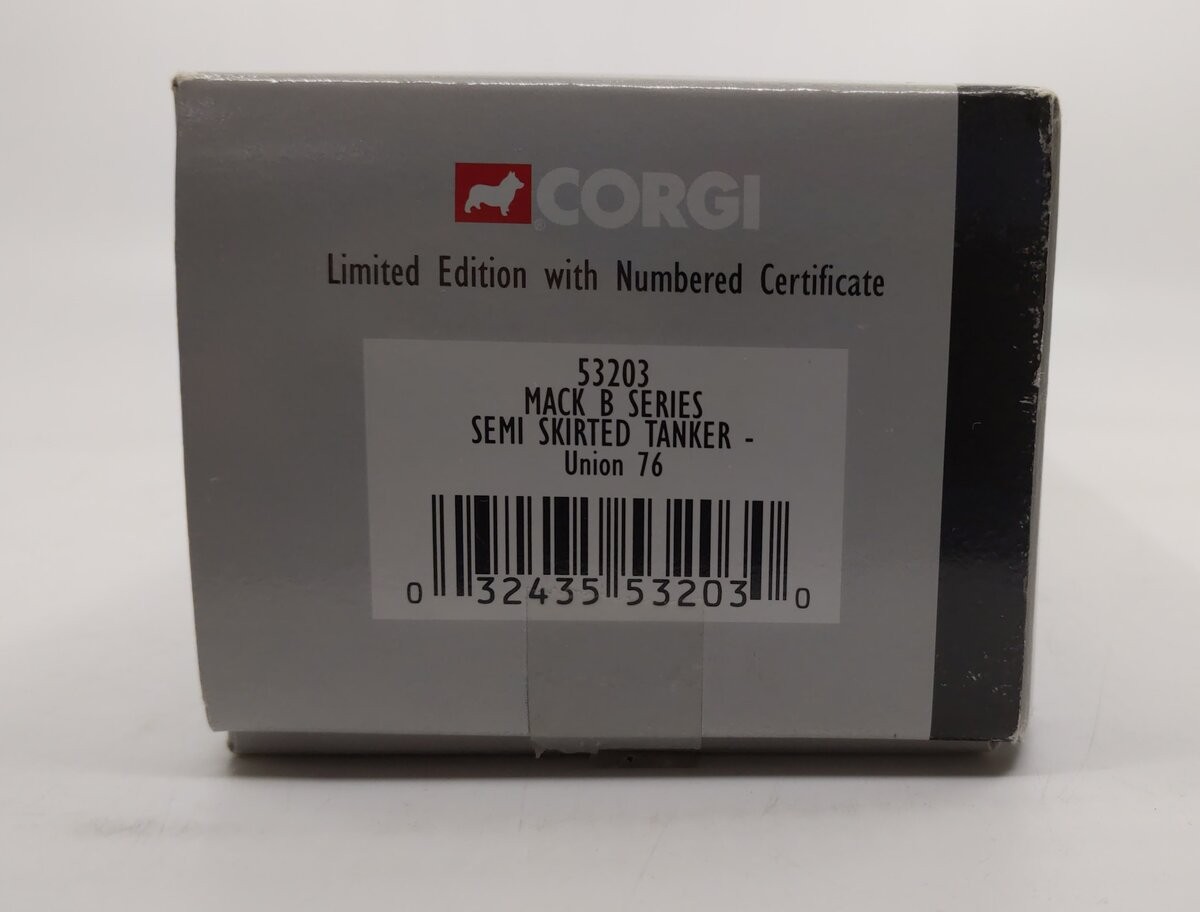 CORGI
Limited Edition with Numbered Certificate
53203
MACK B SERIES
SEMI SKIRTED TANKER -
Union 76
0 32435 53203 0